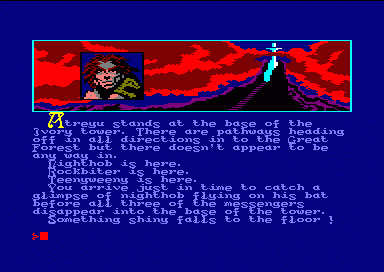 Atreyu stands at the base of the
Ivory tower. There are pathways heading
off in all directions in to the Great
Forest but there doesn't appear to be
any way in.
Nighthob is here.
Rockbiter is here.
Teenyweeny is here.
You arrive just in time to catch a
glimpse of nighthob flying on his bat
before all three of the messengers
disappear into the base of the tower.
Something shiny falls to the floor !
>